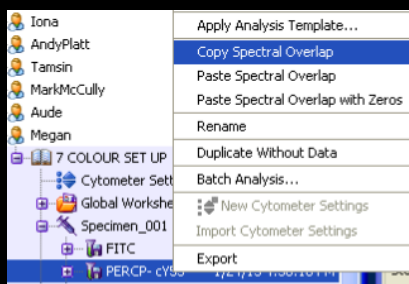 Iona
AndyPlatt
Tamsin
MarkMcCully
Aude
Megan
7 COLOUR SET UP
Cytometer Sett
Global Workshe
Specimen_001
FITC
PERCP- cY55
Apply Analysis Template...
Copy Spectral Overlap
Paste Spectral Overlap
Paste Spectral Overlap with Zeros
Rename
Duplicate Without Data
Batch Analysis...
New Cytometer Settings
Import Cytometer Settings
Export